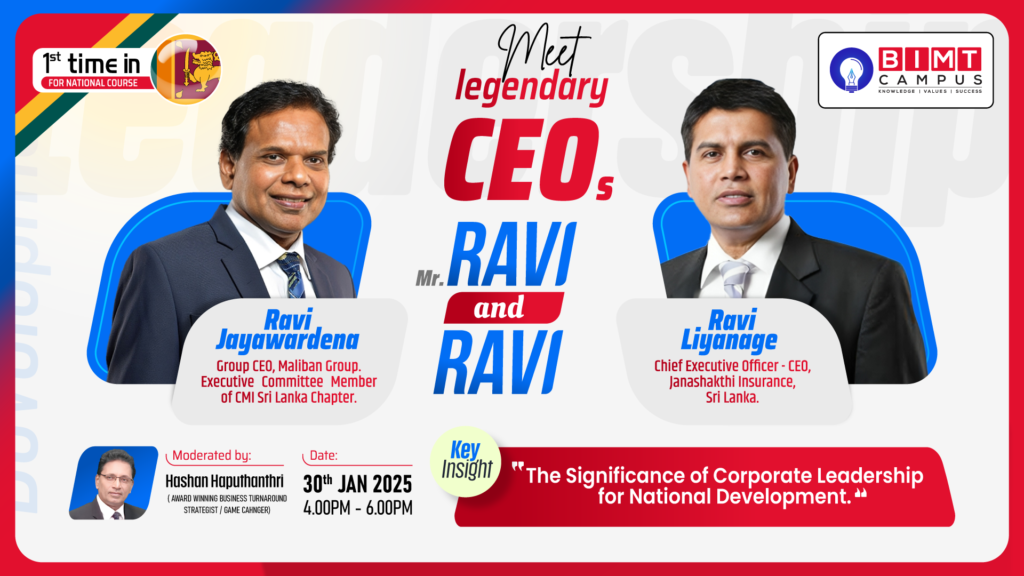 1st time in
FOR NATIONAL COURSE
Meet
legendary
CEOs
BIMT
CAMPUS
KNOWLEDGE | VALUES | SUCCESS
Leadership
Mr. RAVI
and
RAVI
Ravi
Jayawardena
Group CEO, Maliban Group.
Executive Committee Member
of CMI Sri Lanka Chapter.
Ravi
Liyanage
Chief Executive Officer - CEO,
Janashakthi Insurance,
Sri Lanka.
Moderated by:
Hashan Haputhanthri
( AWARD WINNING BUSINESS TURNAROUND
STRATEGIST / GAME CAHNGER)
Date:
30th JAN 2025
4.00PM - 6.00PM
Key
Insight
"The Significance of Corporate Leadership
for National Development."